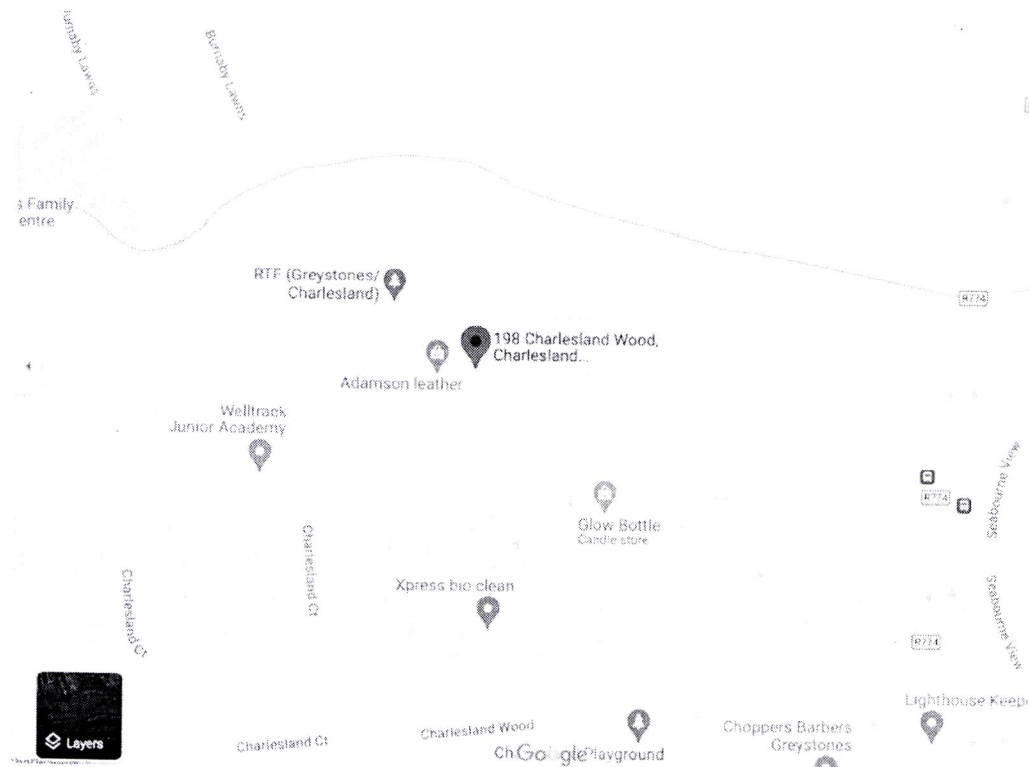 Burnaby Lawns
Burnaby Lawns
s Family
entre
RTF (Greystones/
Charlesland)
R774
198 Charlesland Wood,
Charlesland...
Adamson leather
Welltrack
Junior Academy
Seabourne View
R774
Glow Bottle
Candle store
Charlesland Ct
Charlesland Ct
Xpress bio clean
Seabourne View
R774
Lighthouse Keep
Layers
Charlesland Ct
Charlesland Wood
Ch Google Playground
Choppers Barbers
Greystones